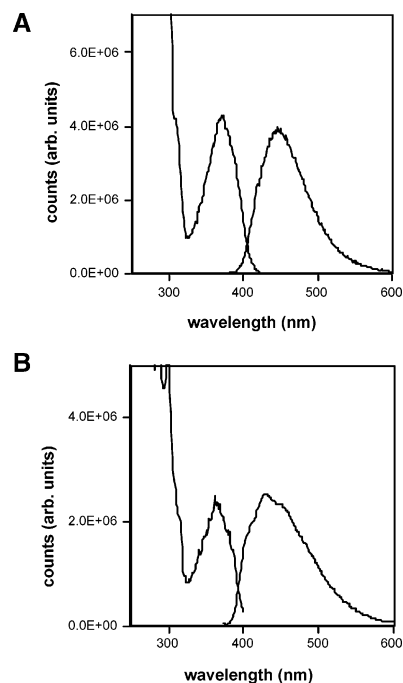 A
counts (arb. units)
6.0E+06
4.0E+06
2.0E+06
0.0E+00
300 400 500 600
wavelength (nm)
B
counts (arb. units)
4.0E+06
2.0E+06
0.0E+00
300 400 500 600
wavelength (nm)